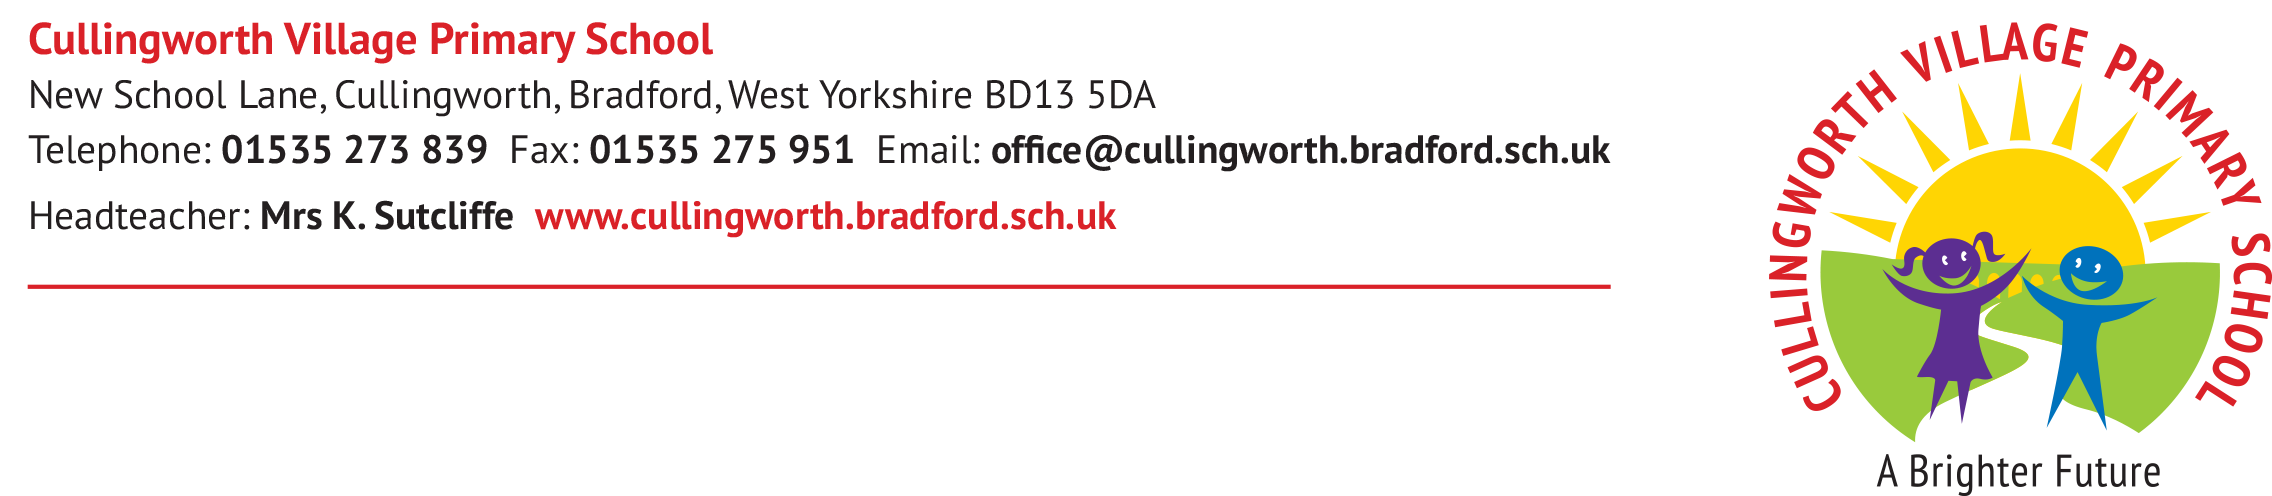 Cullingworth Village Primary School
New School Lane, Cullingworth, Bradford, West Yorkshire BD13 5DA
Telephone: 01535 273 839 Fax: 01535 275 951 Email: office@cullingworth.bradford.sch.uk
Headteacher: Mrs K. Sutcliffe www.cullingworth.bradford.sch.uk
CULLINGWORTH VILLAGE PRIMARY SCHOOL
A Brighter Future